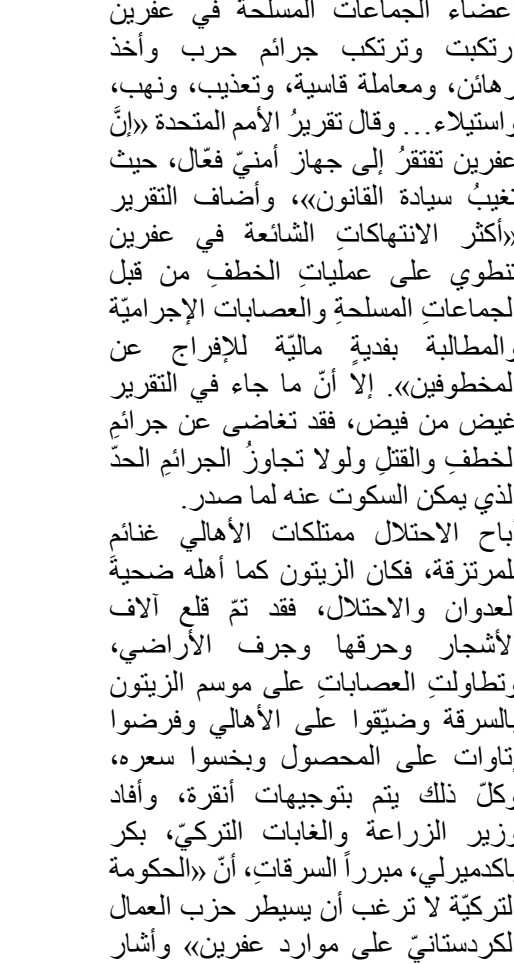 عضاء الجماعات المسلحة في عفرين
رتكبت وترتكب جرائم حرب وأخذ
رهائن، ومعاملة قاسية، وتعذيب، ونهب،
واستيلاء... وقال تقريرُ الأمم المتحدة «إنَّ
عفرين تفتقرُ إلى جهاز أمنيّ فعّال، حيث
تغيبُ سيادة القانون»، وأضاف التقرير
«أكثر الانتهاكاتِ الشائعة في عفرين
تنطوي على عملياتِ الخطفِ من قبل
لجماعاتِ المسلحةِ والعصابات الإجراميّة
والمطالبة بفديةٍ ماليّة للإفراج عن
لمخطوفين». إلا أنّ ما جاء في التقرير
غيض من فيض، فقد تغاضى عن جرائمِ
لخطفِ والقتلِ ولولا تجاوزُ الجرائمِ الحدّ
لذي يمكن السكوت عنه لما صدر.
أباح الاحتلال ممتلكات الأهالي غنائم
للمرتزقة، فكان الزيتون كما أهله ضحيةَ
لعدوان والاحتلال، فقد تمّ قلع آلاف
لأشجار وحرقها وجرف الأراضي،
وتطاولتِ العصاباتِ على موسم الزيتون
بالسرقة وضيّقوا على الأهالي وفرضوا
إتاوات على المحصول وبخسوا سعره،
وكلّ ذلك يتم بتوجيهات أنقرة، وأفاد
وزير الزراعة والغابات التركيّ، بكر
باكدميرلي، مبرراً السرقاتِ، أنّ «الحكومة
لتركيّة لا ترغب أن يسيطر حزب العمال
لكردستانيّ على موارد عفرين» وأشار